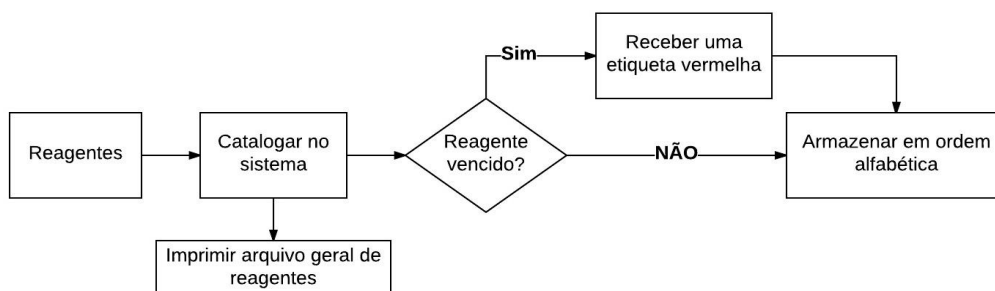 Sim
Receber uma
etiqueta vermelha
Reagentes
Catalogar no
sistema
Reagente
vencido?
NÃO
Armazenar em ordem
alfabética
Imprimir arquivo geral de
reagentes